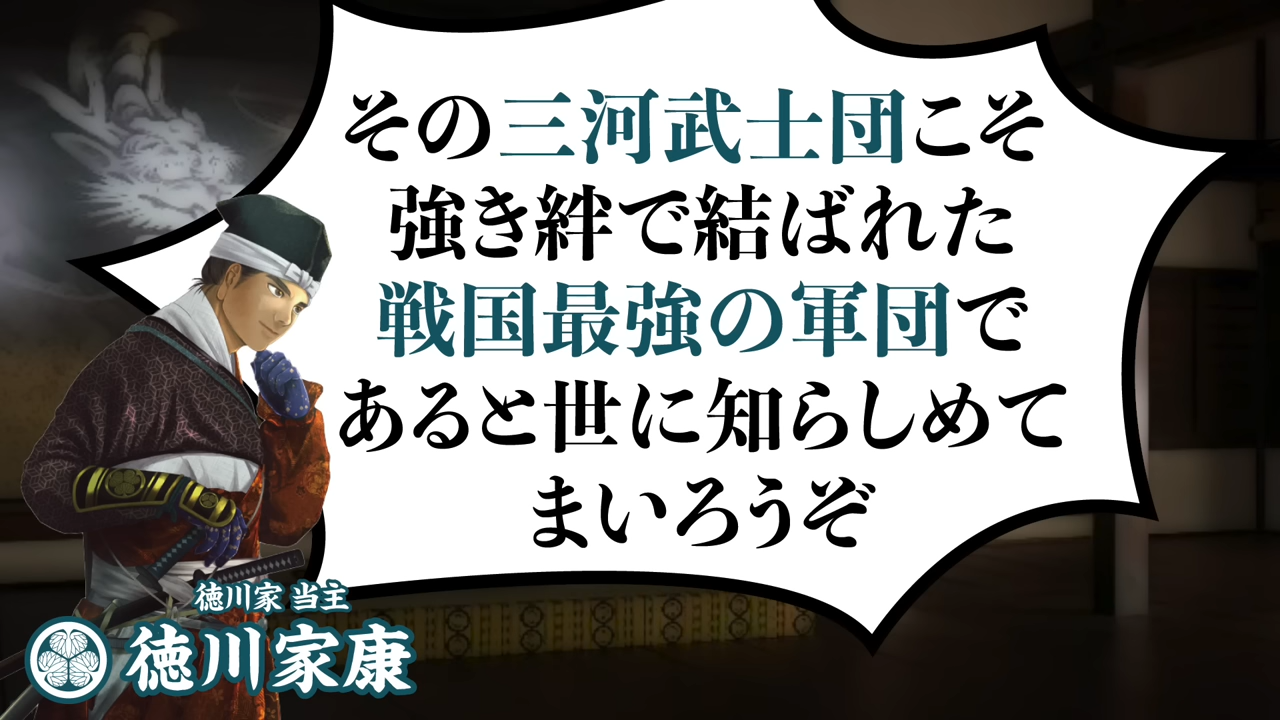 その三河武士団こそ
強き絆で結ばれた
戦国最強の軍団で
あると世に知らしめて
まいろうぞ
徳川家 当主
徳川家康